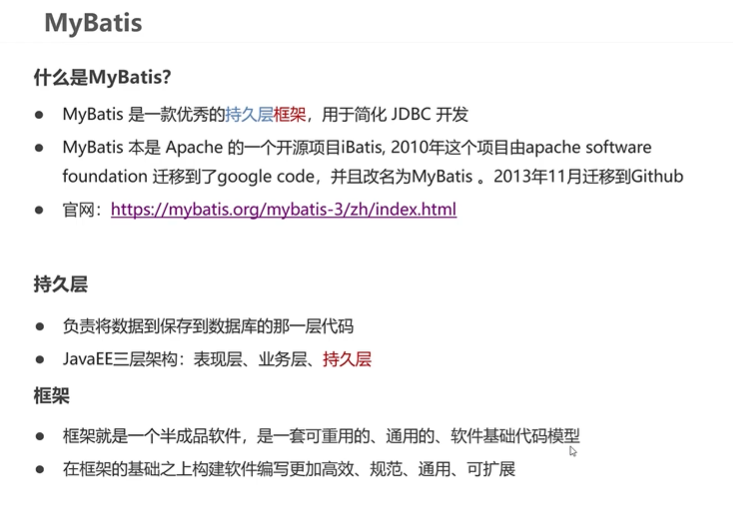 MyBatis
什么是MyBatis?
● MyBatis 是一款优秀的持久层框架，用于简化 JDBC 开发
● MyBatis 本是 Apache 的一个开源项目iBatis, 2010年这个项目由apache software
foundation 迁移到了google code，并且改名为MyBatis 。2013年11月迁移到Github
● 官网：https://mybatis.org/mybatis-3/zh/index.html
持久层
● 负责将数据到保存到数据库的那一层代码
● JavaEE三层架构：表现层、业务层、持久层
框架
● 框架就是一个半成品软件，是一套可重用的、通用的、软件基础代码模型
● 在框架的基础之上构建软件编写更加高效、规范、通用、可扩展